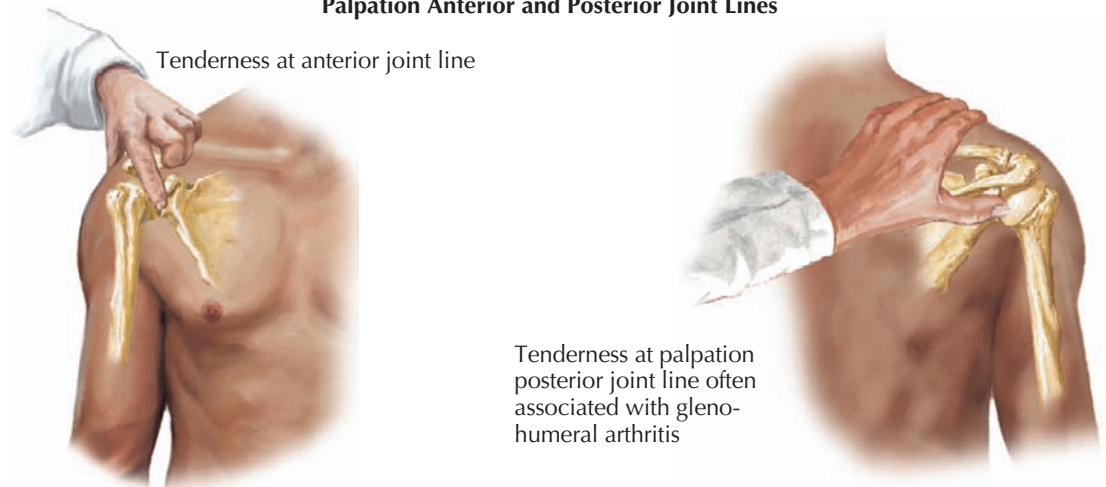 Palpation Anterior and Posterior Joint Lines
Tenderness at anterior joint line
Tenderness at palpation
posterior joint line often
associated with gleno-
humeral arthritis